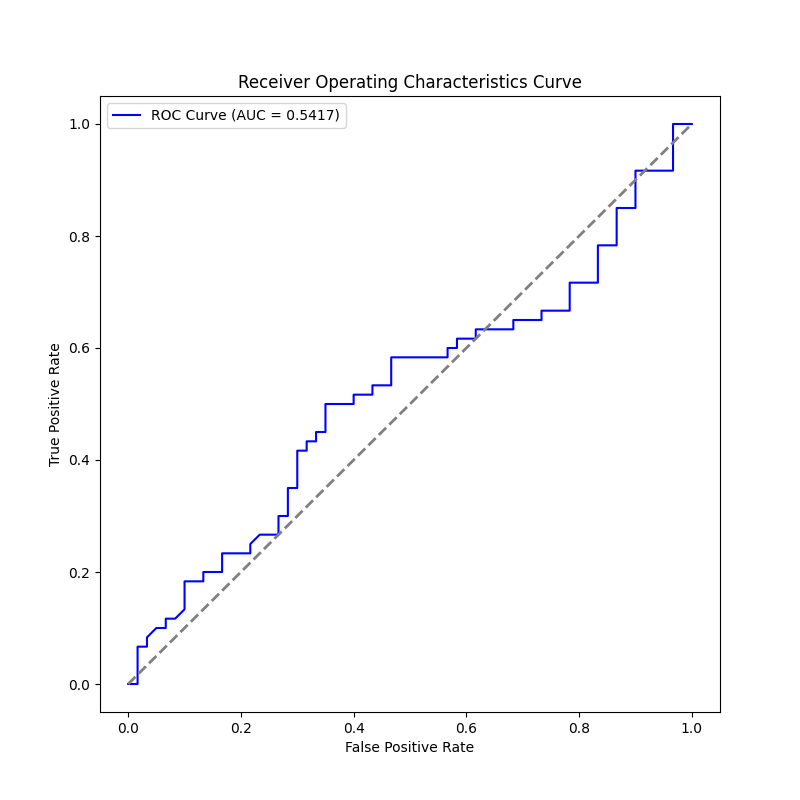 Receiver Operating Characteristics Curve
ROC Curve (AUC = 0.5417)
1.0
0.8
0.6
0.4
0.2
0.0
True Positive Rate
0.0 0.2 0.4 0.6 0.8 1.0
False Positive Rate